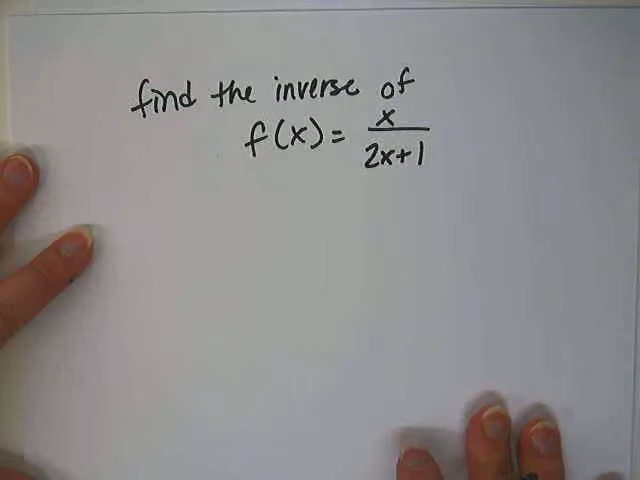 find the inverse of
f(x) = x/(2x+1)